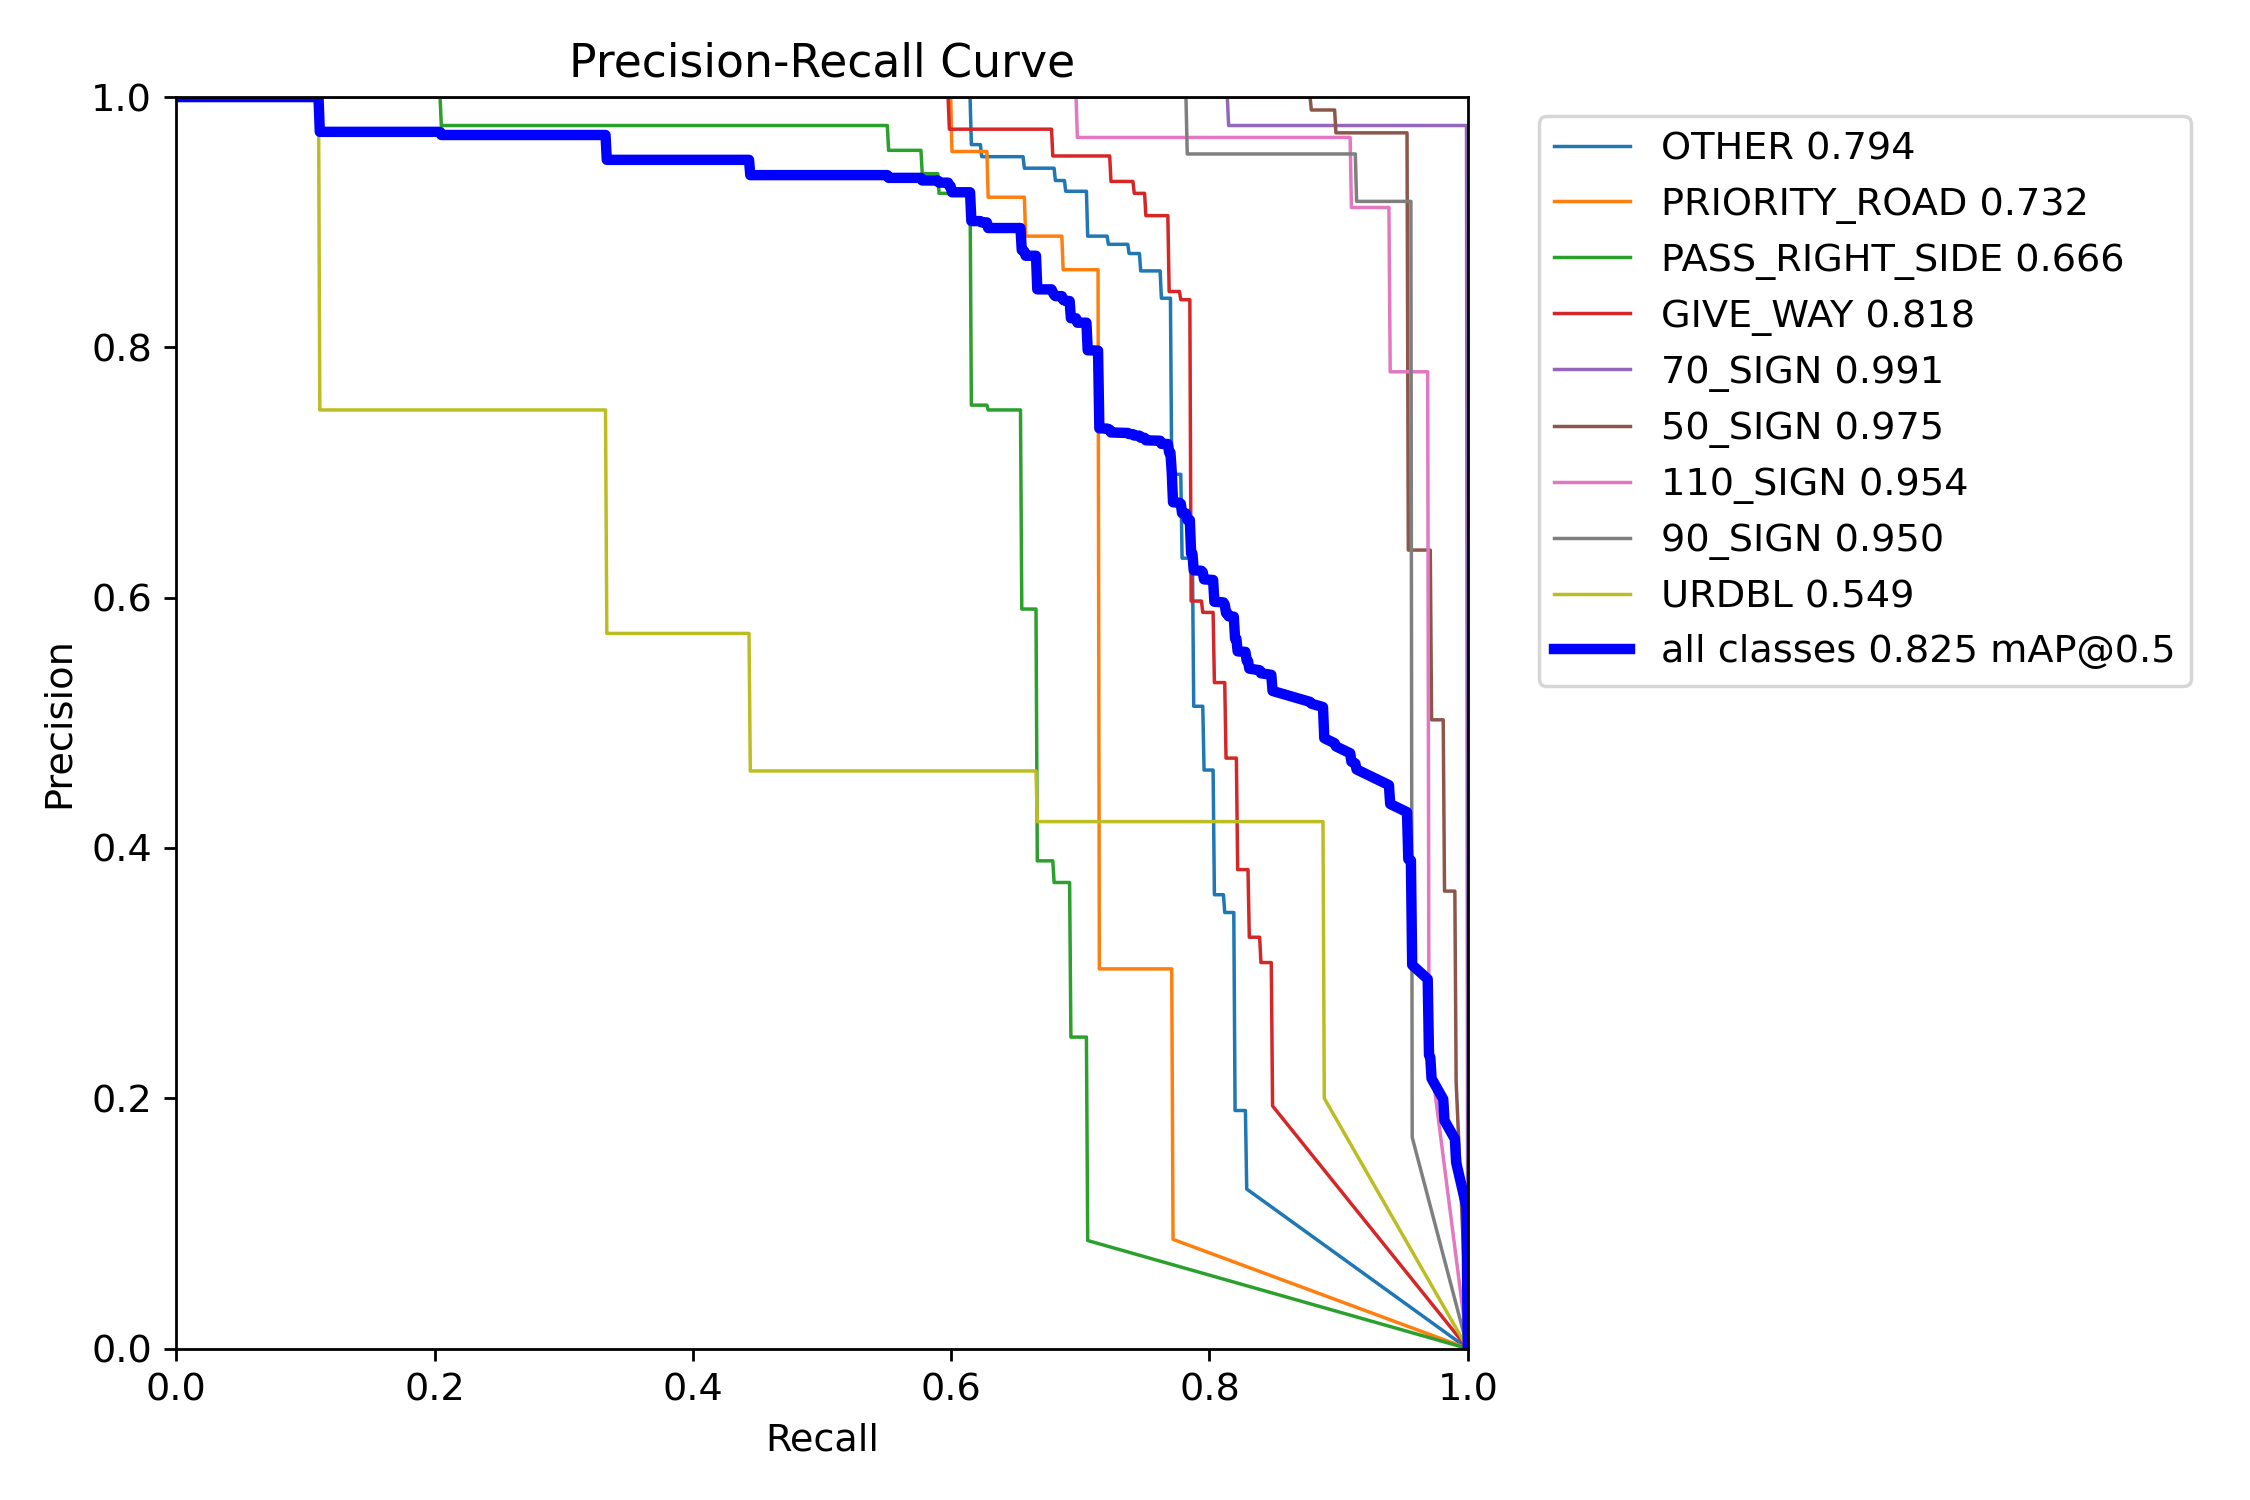 Precision-Recall Curve
1.0
0.8
0.6
0.4
0.2
0.0
Precision
0.0 0.2 0.4 0.6 0.8 1.0
Recall
OTHER 0.794
PRIORITY_ROAD 0.732
PASS_RIGHT_SIDE 0.666
GIVE_WAY 0.818
70_SIGN 0.991
50_SIGN 0.975
110_SIGN 0.954
90_SIGN 0.950
URDBL 0.549
all classes 0.825 mAP@0.5